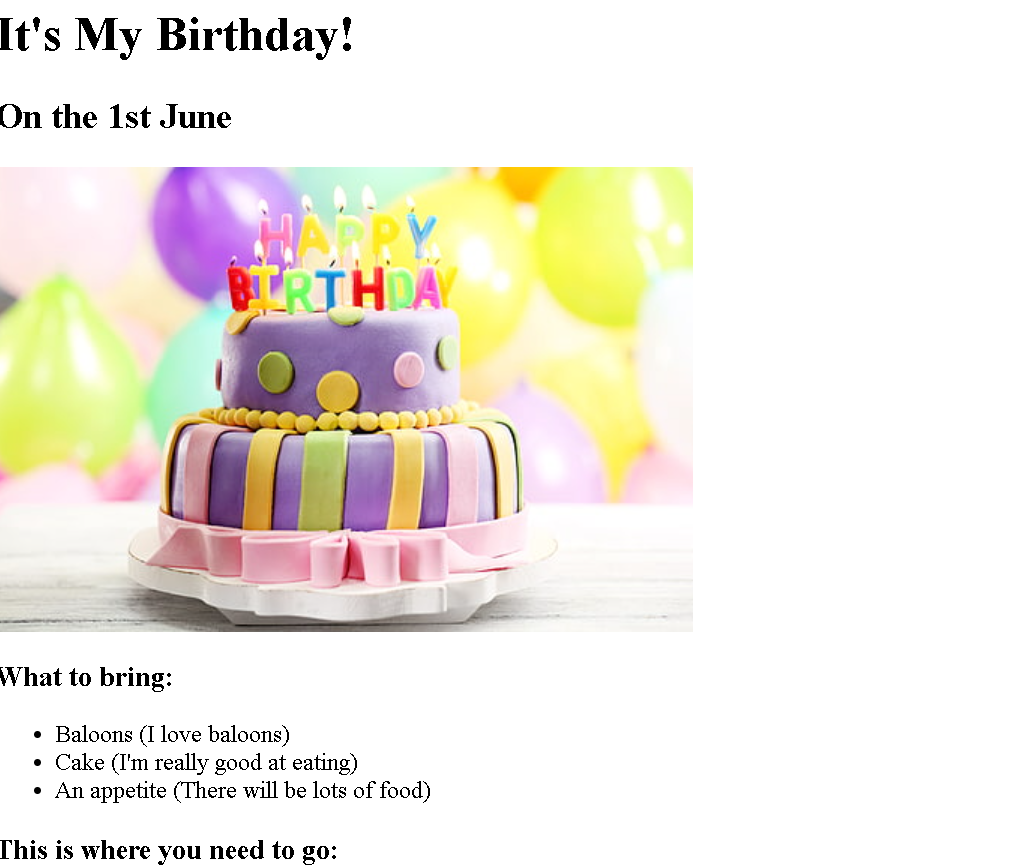 It's My Birthday!
On the 1st June
HAPPY
BIRTHDAY
What to bring:
Baloons (I love baloons)
Cake (I'm really good at eating)
An appetite (There will be lots of food)
This is where you need to go: